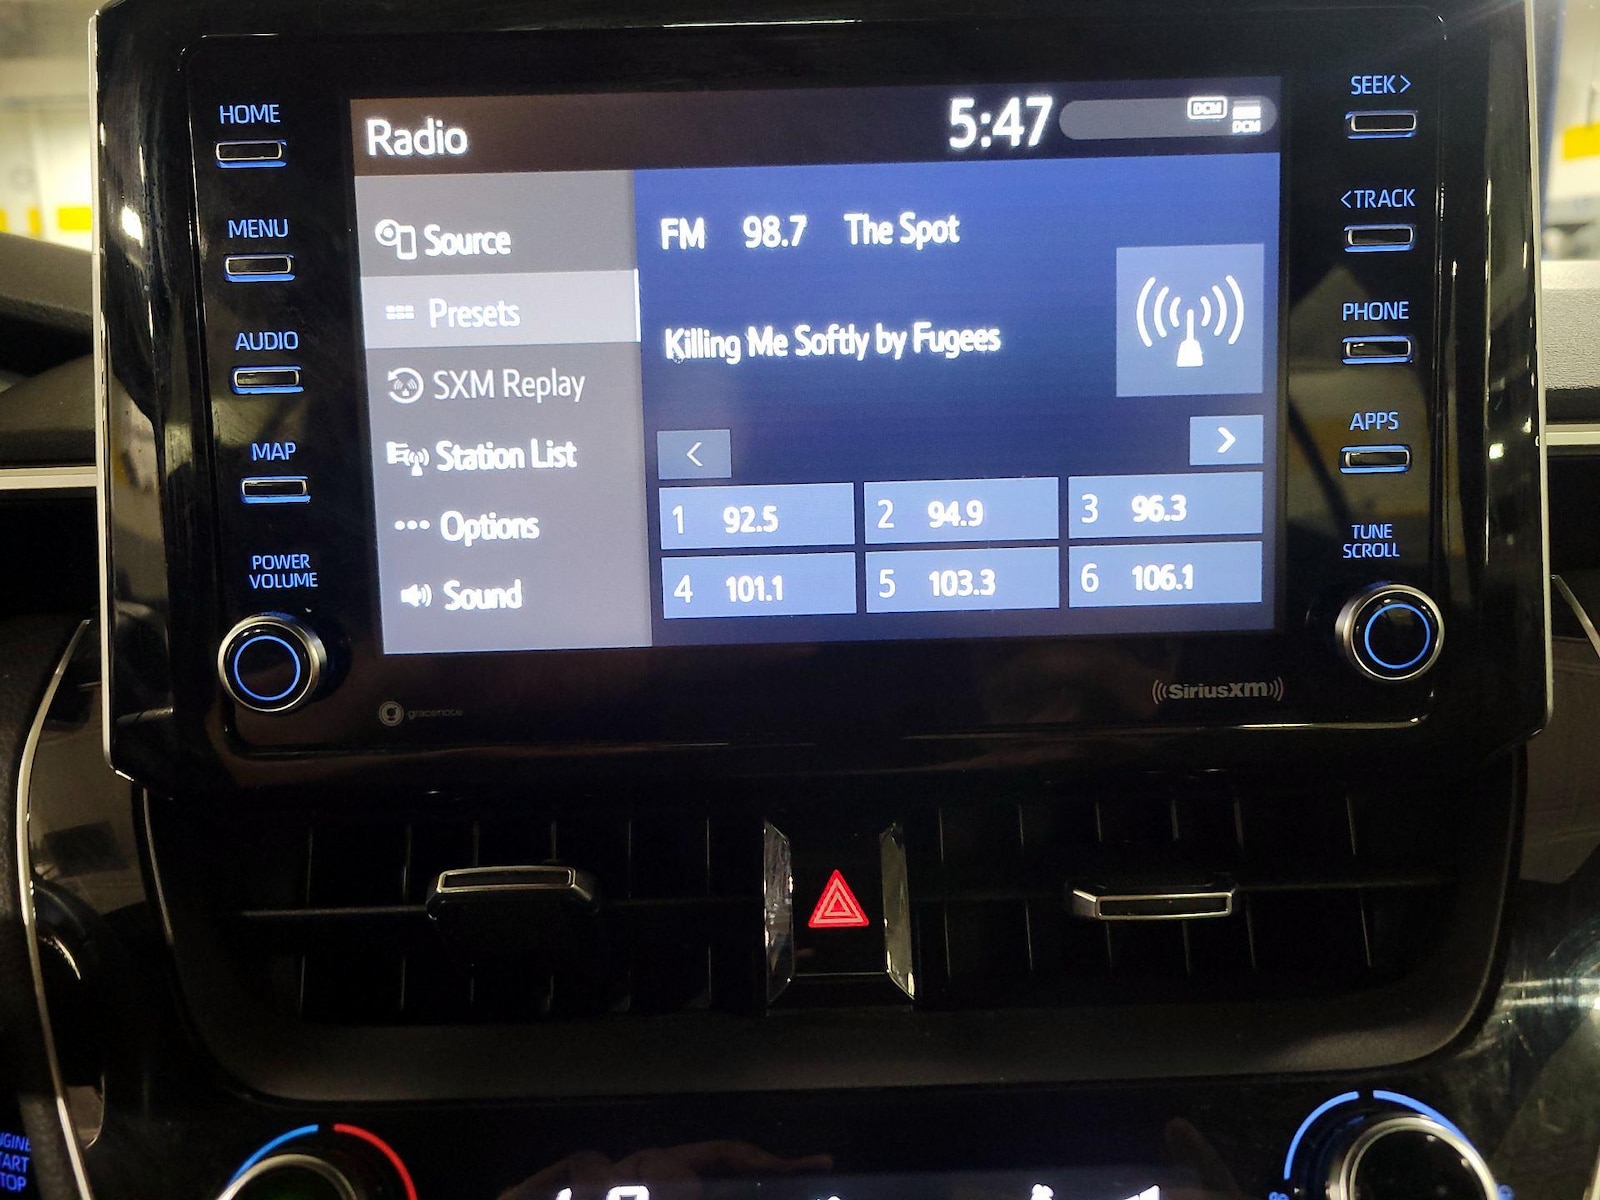 HOME
MENU
AUDIO
MAP
POWER
VOLUME
Radio
5:47
DCM
DCM
Source
Presets
SXM Replay
Station List
Options
Sound
FM 98.7 The Spot
Killing Me Softly by Fugees
<
>
1 92.5
2 94.9
3 96.3
4 101.1
5 103.3
6 106.1
SEEK >
< TRACK
PHONE
APPS
TUNE
SCROLL
gracenote
SiriusXM